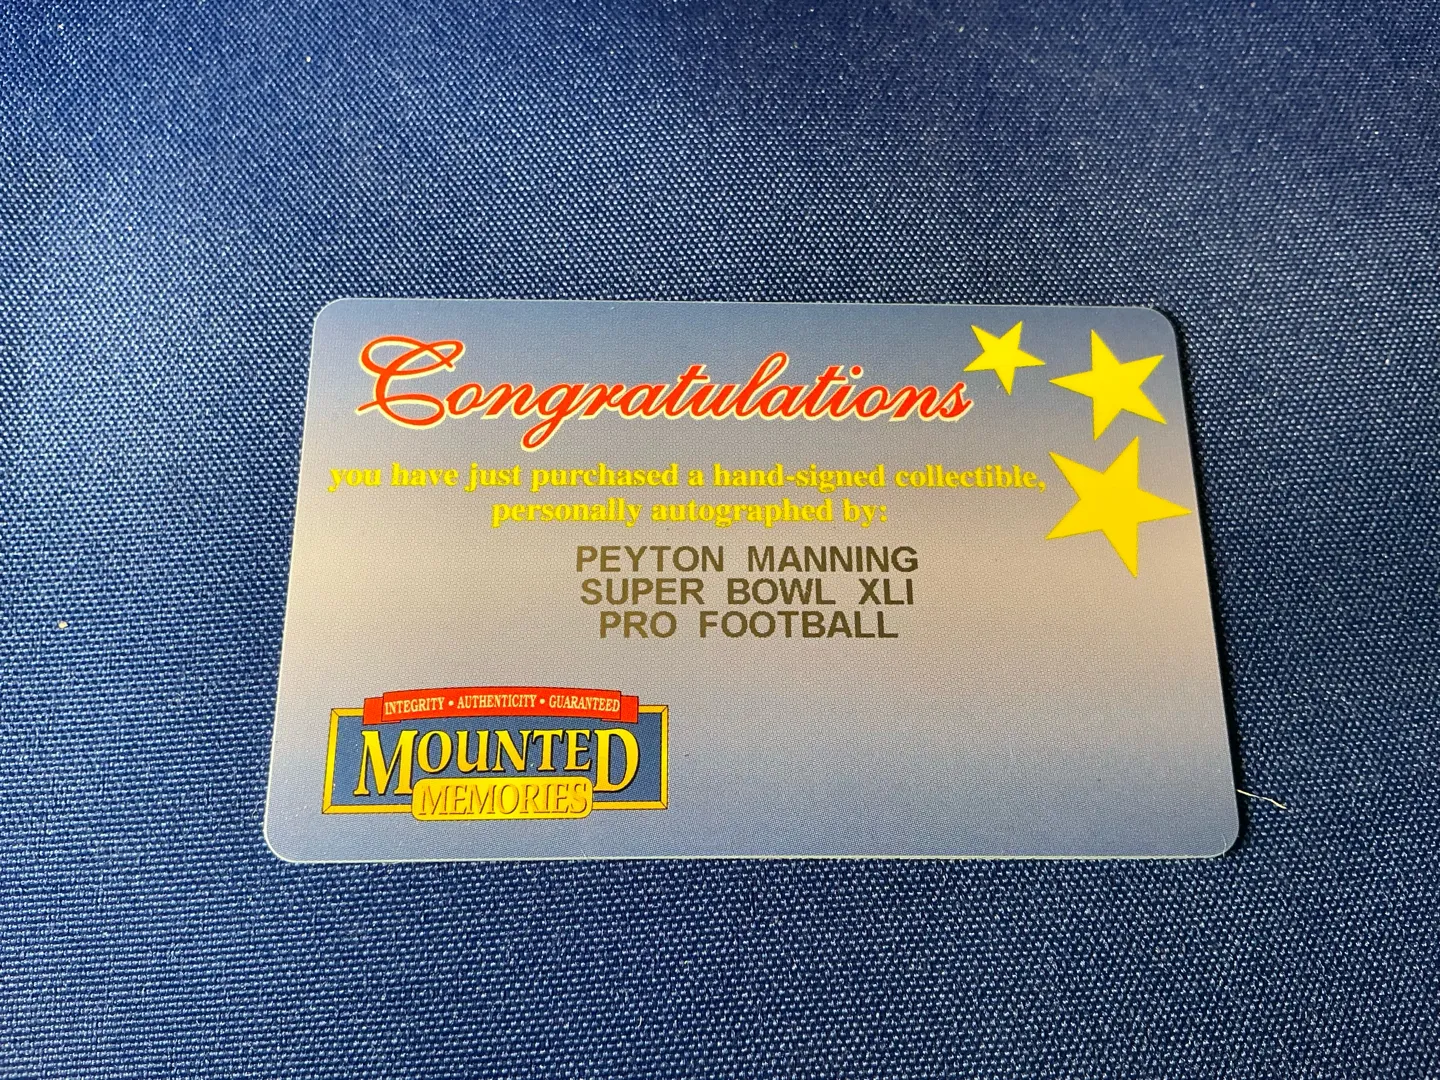 Congratulations
you have just purchased a hand-signed collectible,
personally autographed by:
PEYTON MANNING
SUPER BOWL XLI
PRO FOOTBALL
INTEGRITY • AUTHENTICITY • GUARANTEED
MOUNTED
MEMORIES